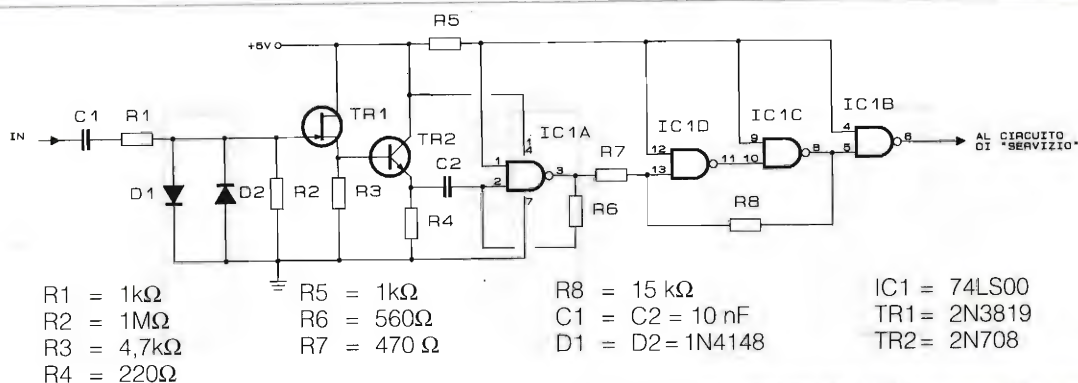 R5
+5V
C1 R1
IN
TR1
TR2
C2
IC1A
IC1D
IC1C
IC1B
D1
D2
R2
R3
R4
1
4
1
2
3
7
R7
R6
12
13
11
9
10
8
4
5
6
R8
AL CIRCUITO
DI "SERVIZIO"
R1 = 1kΩ
R2 = 1MΩ
R3 = 4,7kΩ
R4 = 220Ω
R5 = 1kΩ
R6 = 560Ω
R7 = 470 Ω
R8 = 15 kΩ
C1 = C2 = 10 nF
D1 = D2 = 1N4148
IC1 = 74LS00
TR1 = 2N3819
TR2 = 2N708